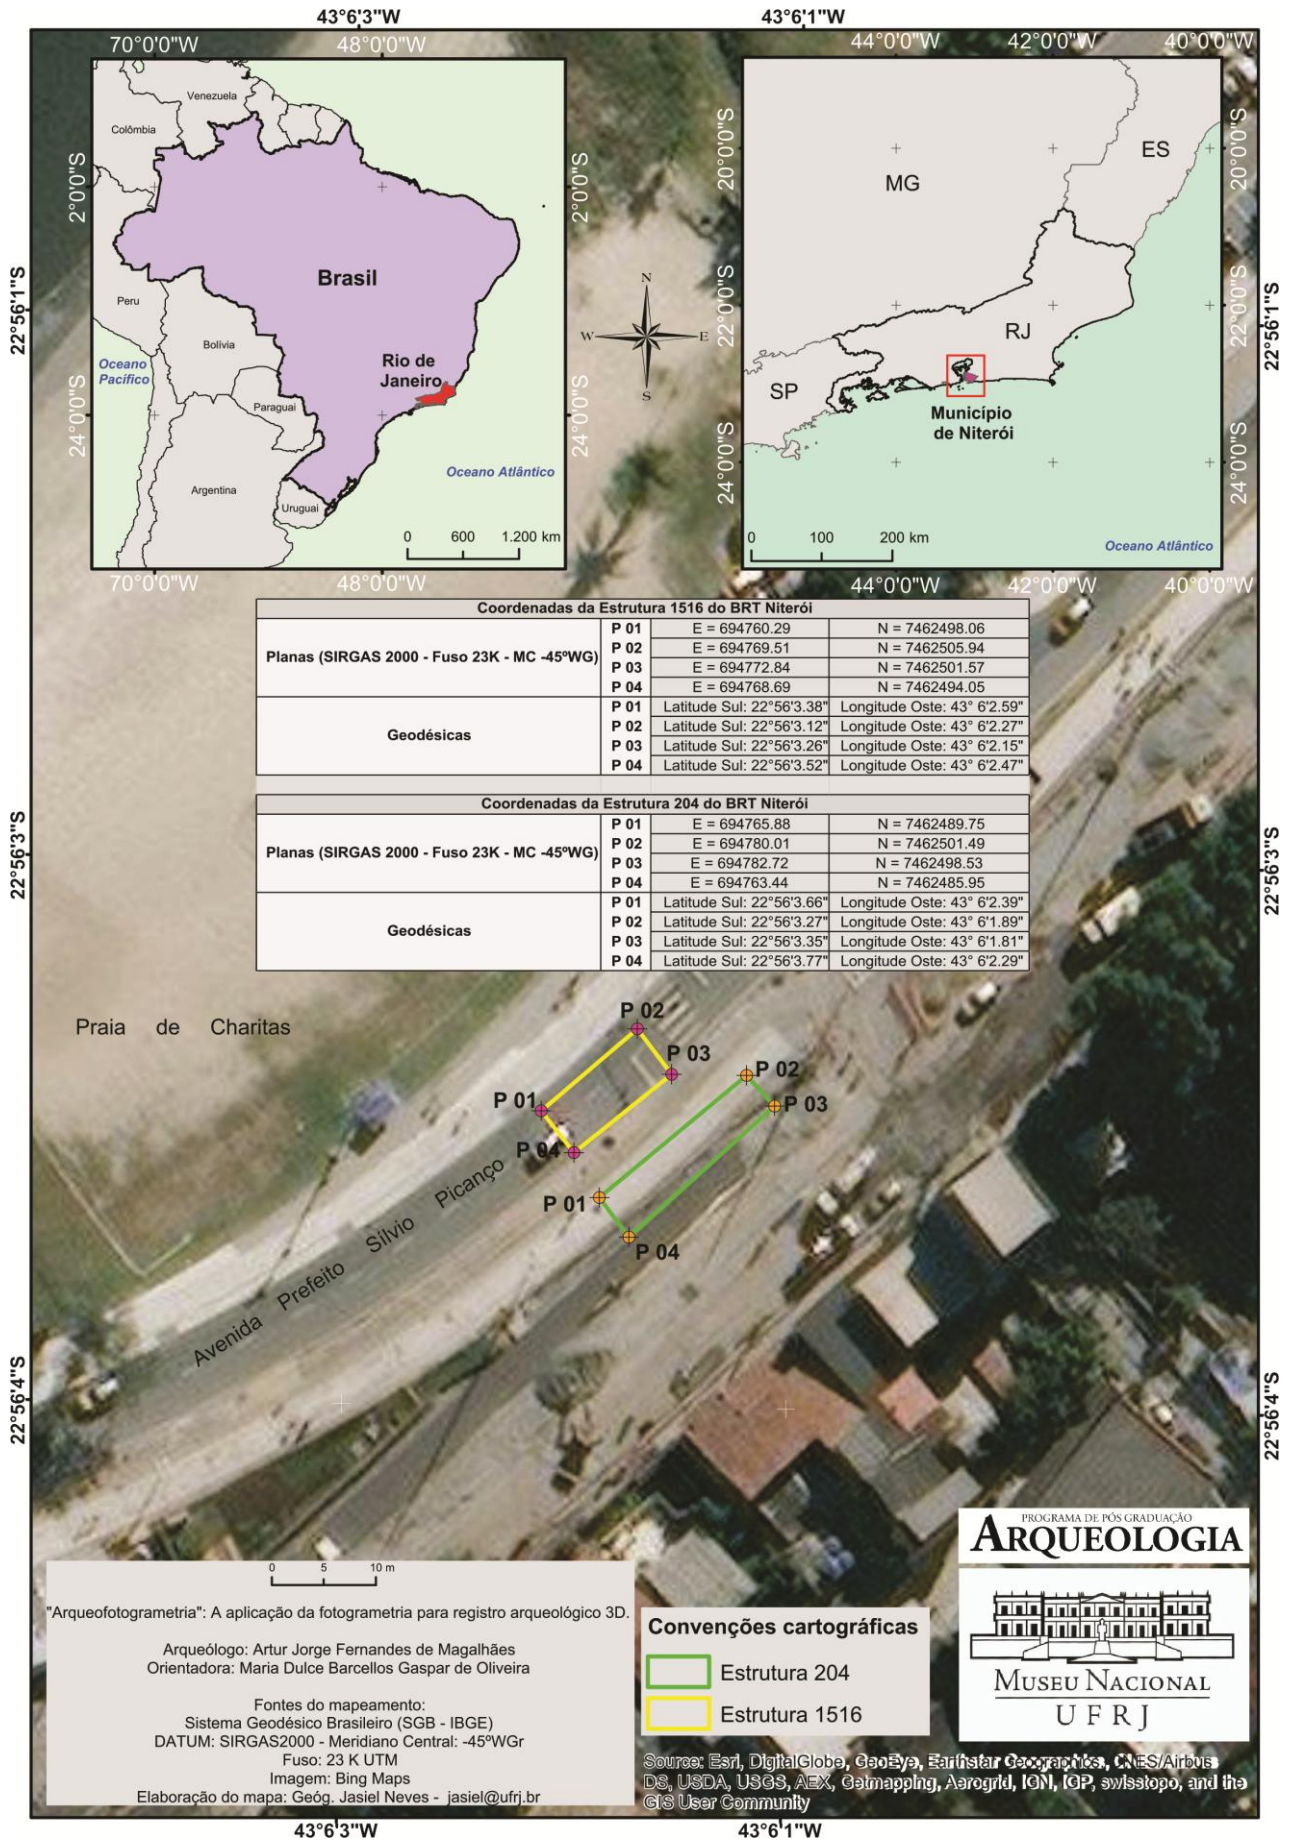 43°6'3"W
43°6'1"W
70°0'0"W
48°0'0"W
44°0'0"W
42°0'0"W
40°0'0"W
Venezuela
Colômbia
2°0'0"S
2°0'0"S
Brasil
Peru
Bolívia
Oceano
Pacífico
Rio de
Janeiro
Paraguai
24°0'0"S
24°0'0"S
Oceano Atlântico
Argentina
Uruguai
0 600 1.200 km
70°0'0"W
48°0'0"W
22°56'1"S
N
W
E
S
20°0'0"S
20°0'0"S
ES
MG
22°0'0"S
22°0'0"S
RJ
SP
Município
de Niterói
24°0'0"S
24°0'0"S
0 100 200 km
Oceano Atlântico
44°0'0"W
42°0'0"W
40°0'0"W
22°56'1"S
Coordenadas da Estrutura 1516 do BRT Niterói
Planas (SIRGAS 2000 - Fuso 23K - MC -45ºWG)
P 01 E = 694760.29 N = 7462498.06
P 02 E = 694769.51 N = 7462505.94
P 03 E = 694772.84 N = 7462501.57
P 04 E = 694768.69 N = 7462494.05
Geodésicas
P 01 Latitude Sul: 22°56'3.38" Longitude Oste: 43° 6'2.59"
P 02 Latitude Sul: 22°56'3.12" Longitude Oste: 43° 6'2.27"
P 03 Latitude Sul: 22°56'3.26" Longitude Oste: 43° 6'2.15"
P 04 Latitude Sul: 22°56'3.52" Longitude Oste: 43° 6'2.47"
Coordenadas da Estrutura 204 do BRT Niterói
Planas (SIRGAS 2000 - Fuso 23K - MC -45ºWG)
P 01 E = 694765.88 N = 7462489.75
P 02 E = 694780.01 N = 7462501.49
P 03 E = 694782.72 N = 7462498.53
P 04 E = 694763.44 N = 7462485.95
Geodésicas
P 01 Latitude Sul: 22°56'3.66" Longitude Oste: 43° 6'2.39"
P 02 Latitude Sul: 22°56'3.27" Longitude Oste: 43° 6'1.89"
P 03 Latitude Sul: 22°56'3.35" Longitude Oste: 43° 6'1.81"
P 04 Latitude Sul: 22°56'3.77" Longitude Oste: 43° 6'2.29"
22°56'3"S
22°56'3"S
Praia de Charitas
P 02
P 03
P 01
P 04
P 02
P 03
P 01
P 04
Avenida Prefeito Silvio Picanço
22°56'4"S
22°56'4"S
0 5 10 m
"Arqueofotogrametria": A aplicação da fotogrametria para registro arqueológico 3D.
Arqueólogo: Artur Jorge Fernandes de Magalhães
Orientadora: Maria Dulce Barcellos Gaspar de Oliveira
Fontes do mapeamento:
Sistema Geodésico Brasileiro (SGB - IBGE)
DATUM: SIRGAS2000 - Meridiano Central: -45ºWGr
Fuso: 23 K UTM
Imagem: Bing Maps
Elaboração do mapa: Geóg. Jasiel Neves - jasiel@ufrj.br
Convenções cartográficas
Estrutura 204
Estrutura 1516
PROGRAMA DE PÓS GRADUAÇÃO
ARQUEOLOGIA
MUSEU NACIONAL
UFRJ
Source: Esri, DigitalGlobe, GeoEye, Earthstar Geographics, CNES/Airbus
DS, USDA, USGS, AEX, Getmapping, Aerogrid, IGN, IGP, swisstopo, and the
GIS User Community
43°6'3"W
43°6'1"W